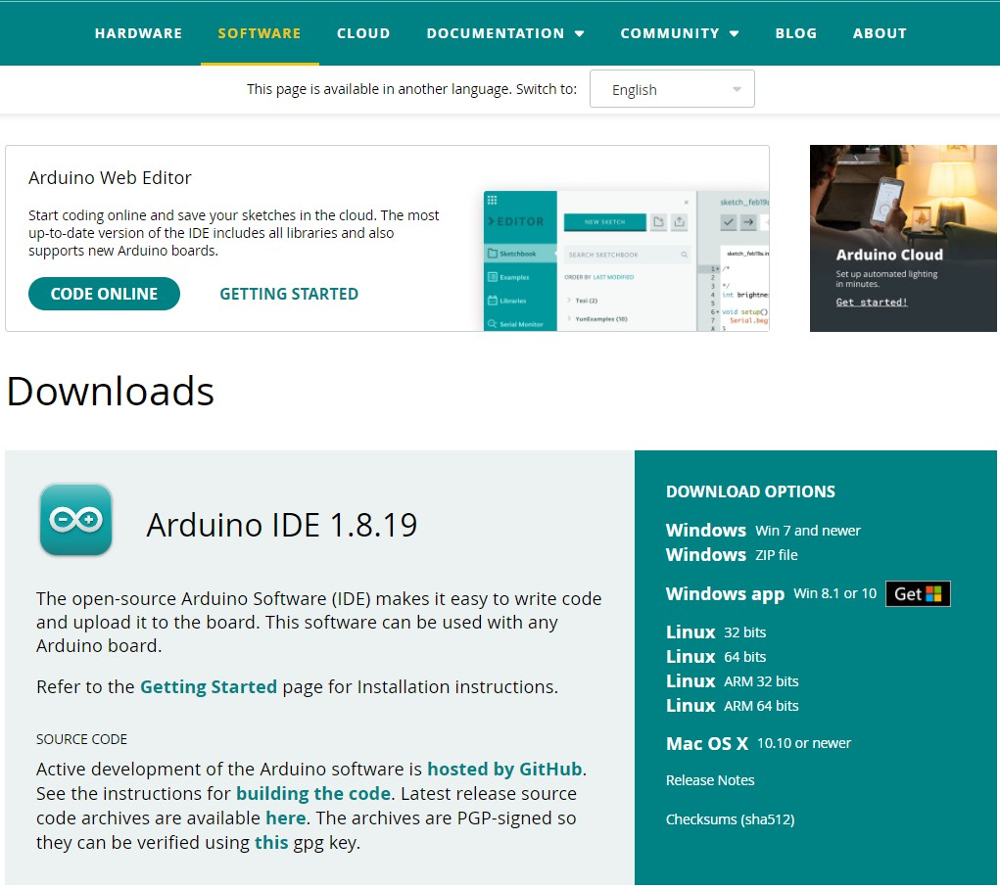 HARDWARE SOFTWARE CLOUD DOCUMENTATION COMMUNITY BLOG ABOUT
This page is available in another language. Switch to: English
Arduino Web Editor
Start coding online and save your sketches in the cloud. The most
up-to-date version of the IDE includes all libraries and also
supports new Arduino boards.
CODE ONLINE GETTING STARTED
EDITOR
Sketchbook
Examples
Libraries
Serial Monitor
NEW SKETCH
SEARCH SKETCHBOOK
ORDER BY LAST MODIFIED
> Test (2)
> YunExamples (10)
sketch_feb19a
sketch_feb19a.in
1 /*
2
3 */
4 int brightne
5
6 void setup()
7 Serial.beg
8 }
Arduino Cloud
Set up automated lighting
in minutes.
Get started!
Downloads
Arduino IDE 1.8.19
The open-source Arduino Software (IDE) makes it easy to write code
and upload it to the board. This software can be used with any
Arduino board.
Refer to the Getting Started page for Installation instructions.
SOURCE CODE
Active development of the Arduino software is hosted by GitHub.
See the instructions for building the code. Latest release source
code archives are available here. The archives are PGP-signed so
they can be verified using this gpg key.
DOWNLOAD OPTIONS
Windows Win 7 and newer
Windows ZIP file
Windows app Win 8.1 or 10 Get
Linux 32 bits
Linux 64 bits
Linux ARM 32 bits
Linux ARM 64 bits
Mac OS X 10.10 or newer
Release Notes
Checksums (sha512)